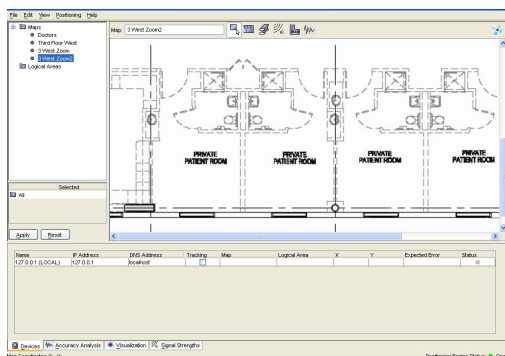 File Edit View Positioning Help
Maps
Doctors
Third Floor West
3 West Zoom
3 West Zoom2
Logical Areas
Map: 3 West Zoom2
PRIVATE
PATIENT ROOM
PRIVATE
PATIENT ROOM
PRIVATE
PATIENT ROOM
PRIVATE
PATIENT ROOM
Selected
All
Apply Reset
Name IP Address DNS Address Tracking Map Logical Area X Y Expected Error Status
127.0.0.1 (LOCAL) 127.0.0.1 localhost
Devices Accuracy Analysis Visualization Signal Strengths